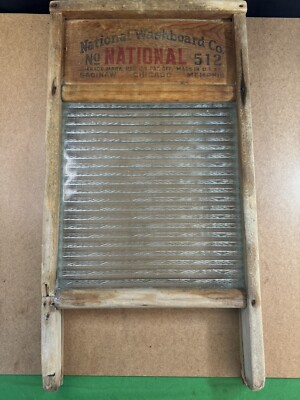 National Washboard Co.
No NATIONAL 512
SAGINAW CHICAGO MEMPHIS